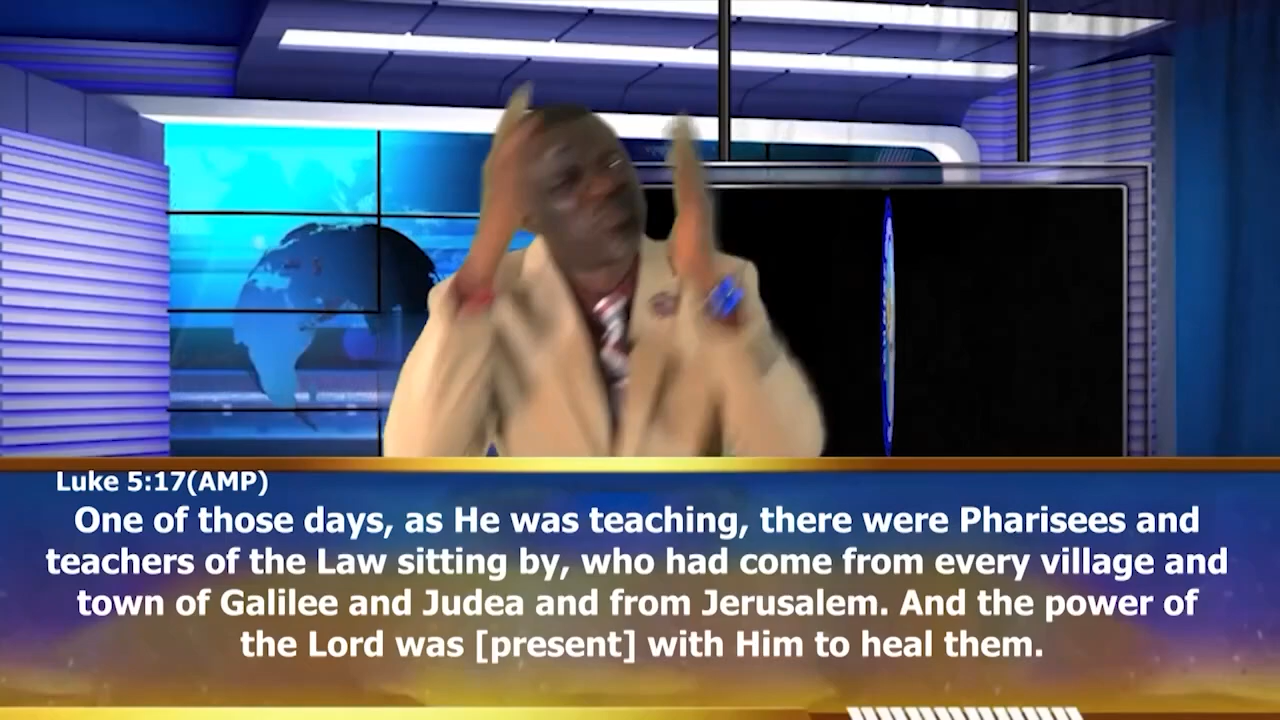 Luke 5:17(AMP)
One of those days, as He was teaching, there were Pharisees and
teachers of the Law sitting by, who had come from every village and
town of Galilee and Judea and from Jerusalem. And the power of
the Lord was [present] with Him to heal them.